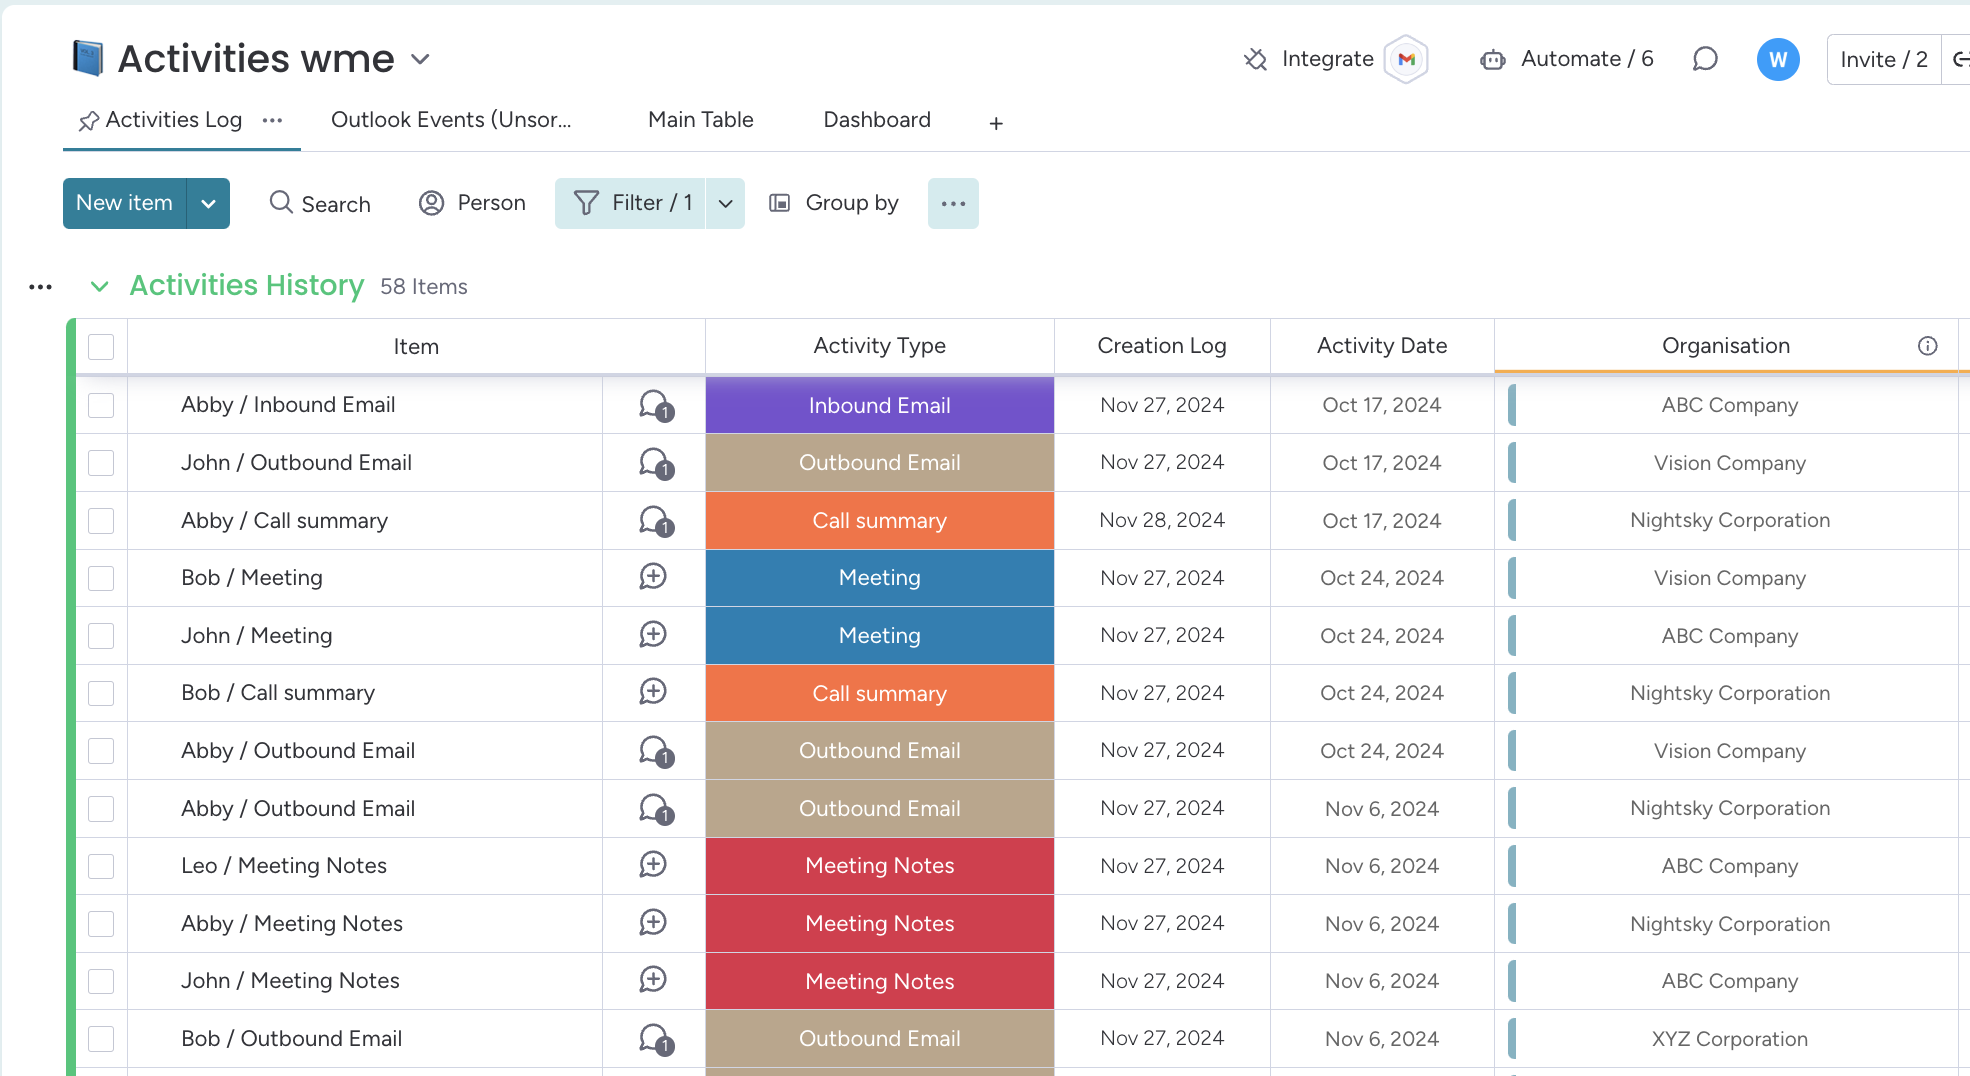 Activities wme
Integrate
Automate / 6
W
Invite / 2
Activities Log
Outlook Events (Unsor...
Main Table
Dashboard
+
New item
Search
Person
Filter / 1
Group by
Activities History 58 Items
Item Activity Type Creation Log Activity Date Organisation
Abby / Inbound Email 1 Inbound Email Nov 27, 2024 Oct 17, 2024 ABC Company
John / Outbound Email 1 Outbound Email Nov 27, 2024 Oct 17, 2024 Vision Company
Abby / Call summary 1 Call summary Nov 28, 2024 Oct 17, 2024 Nightsky Corporation
Bob / Meeting Meeting Nov 27, 2024 Oct 24, 2024 Vision Company
John / Meeting Meeting Nov 27, 2024 Oct 24, 2024 ABC Company
Bob / Call summary Call summary Nov 27, 2024 Oct 24, 2024 Nightsky Corporation
Abby / Outbound Email 1 Outbound Email Nov 27, 2024 Oct 24, 2024 Vision Company
Abby / Outbound Email 1 Outbound Email Nov 27, 2024 Nov 6, 2024 Nightsky Corporation
Leo / Meeting Notes Meeting Notes Nov 27, 2024 Nov 6, 2024 ABC Company
Abby / Meeting Notes Meeting Notes Nov 27, 2024 Nov 6, 2024 Nightsky Corporation
John / Meeting Notes Meeting Notes Nov 27, 2024 Nov 6, 2024 ABC Company
Bob / Outbound Email 1 Outbound Email Nov 27, 2024 Nov 6, 2024 XYZ Corporation